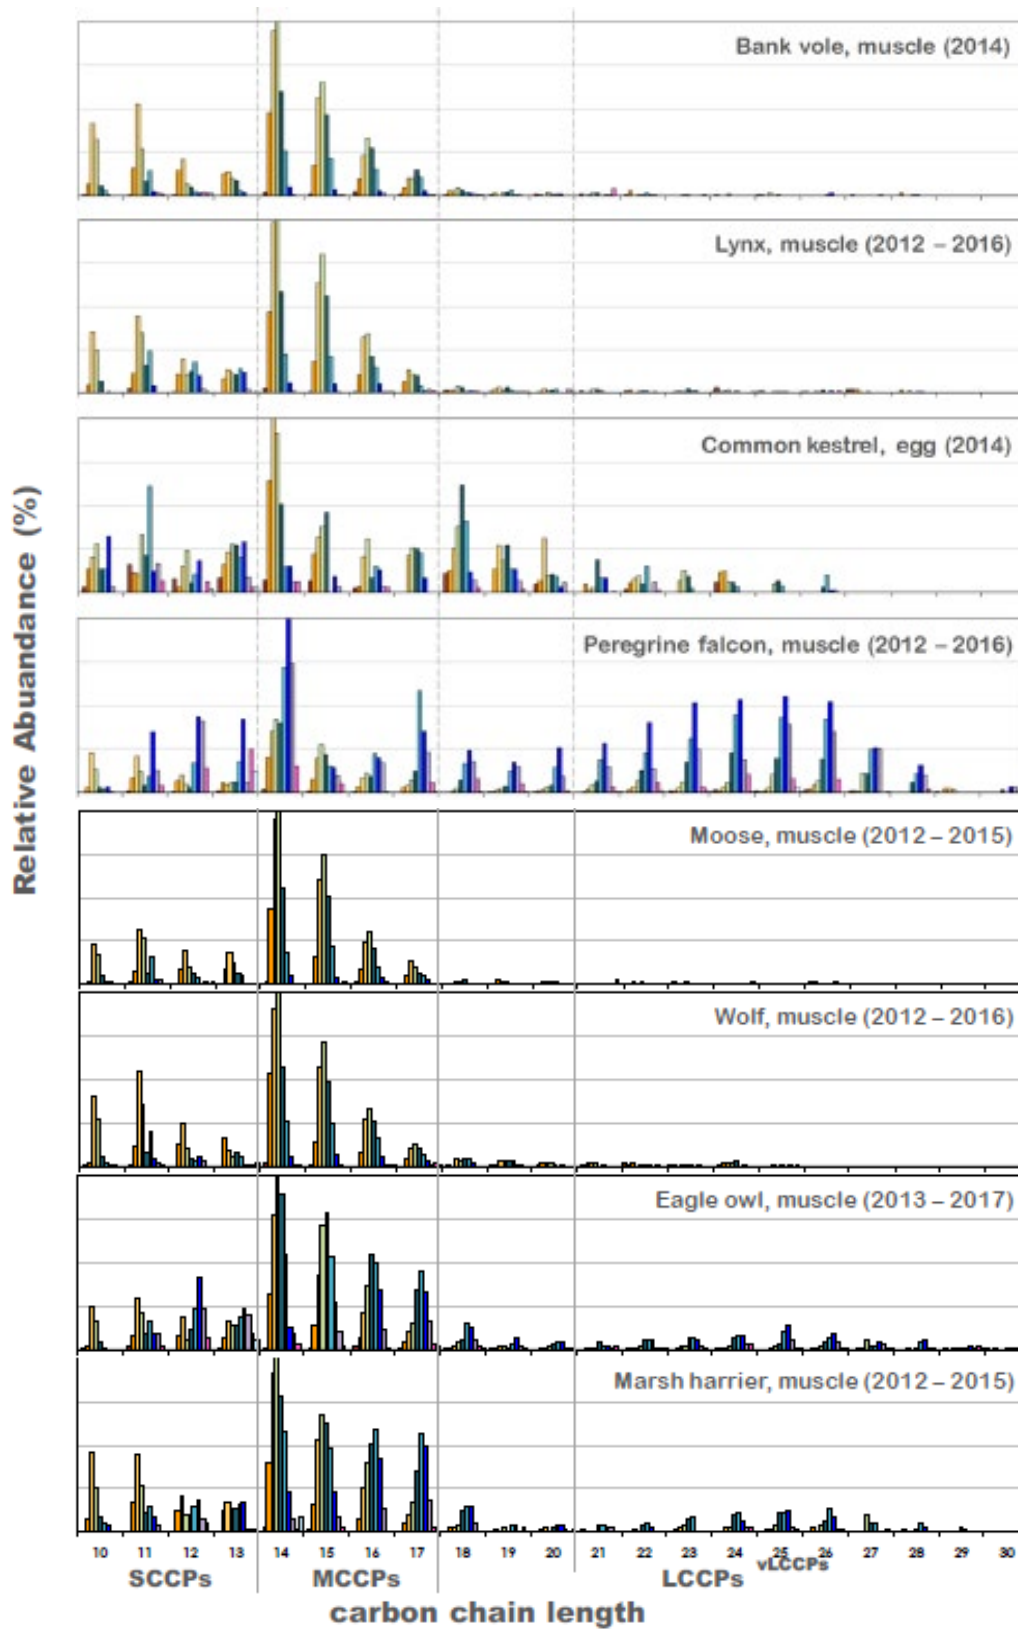 Bank vole, muscle (2014)
Lynx, muscle (2012 – 2016)
Common kestrel, egg (2014)
Peregrine falcon, muscle (2012 – 2016)
Moose, muscle (2012 – 2015)
Wolf, muscle (2012 – 2016)
Eagle owl, muscle (2013 – 2017)
Marsh harrier, muscle (2012 – 2015)
Relative Abuandance (%)
10 11 12 13 14 15 16 17 18 19 20 21 22 23 24 25 26 27 28 29 30
SCCPs MCCPs LCCPs vLCCPs
carbon chain length